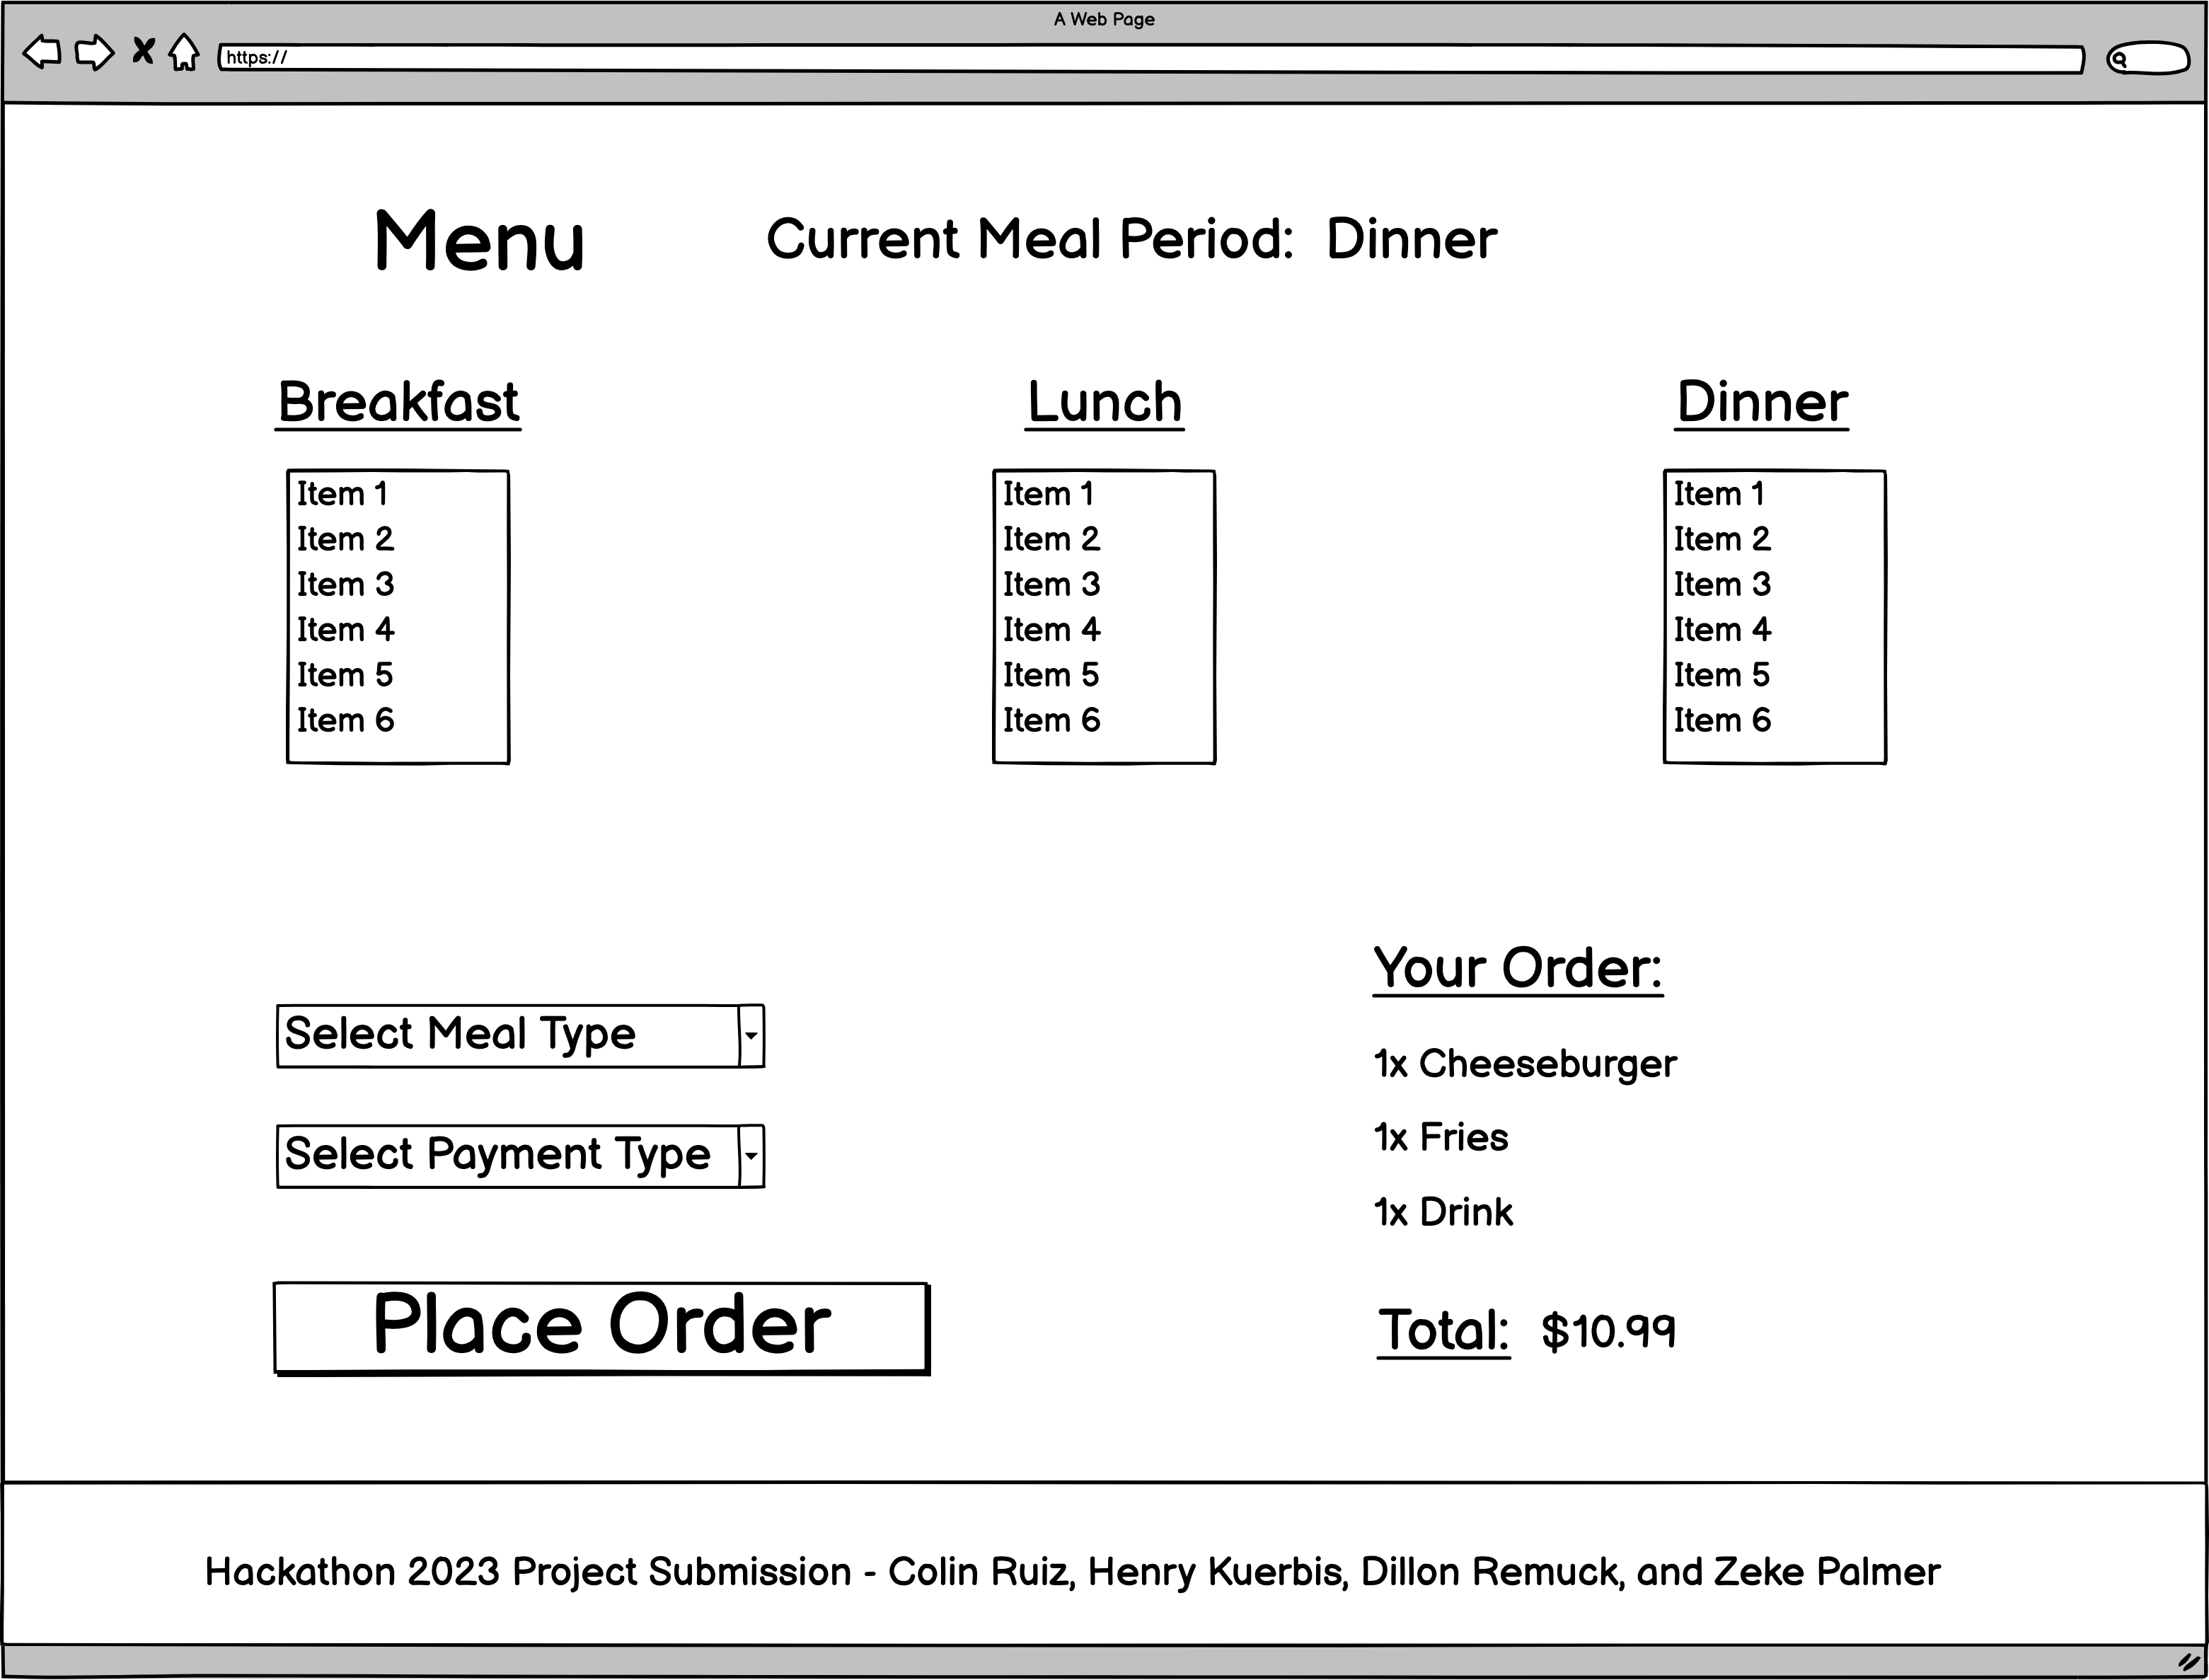 A Web Page
https://
Menu
Current Meal Period: Dinner
Breakfast
Item 1
Item 2
Item 3
Item 4
Item 5
Item 6
Lunch
Item 1
Item 2
Item 3
Item 4
Item 5
Item 6
Dinner
Item 1
Item 2
Item 3
Item 4
Item 5
Item 6
Select Meal Type
Select Payment Type
Place Order
Your Order:
1x Cheeseburger
1x Fries
1x Drink
Total: $10.99
Hackathon 2023 Project Submission - Colin Ruiz, Henry Kuerbis, Dillon Remuck, and Zeke Palmer